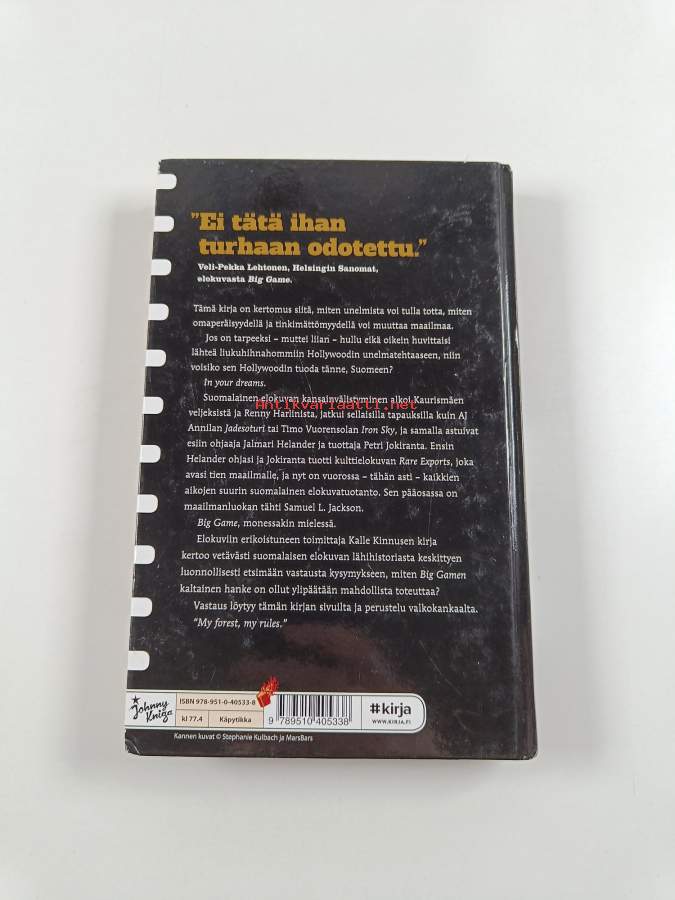 "Ei tätä ihan
turhaan odotettu."
Veli-Pekka Lehtonen, Helsingin Sanomat,
elokuvasta Big Game.
Tämä kirja on kertomus siitä, miten unelmista voi tulla totta, miten
omaperäisyydellä ja tinkimättömyydellä voi muuttaa maailmaa.
Jos on tarpeeksi – muttei liian – hullu eikä oikein huvittaisi
lähteä liukuhihnahommiin Hollywoodin unelmatehtaaseen, niin
voisiko sen Hollywoodin tuoda tänne, Suomeen?
In your dreams.
Suomalainen elokuvan kansainvälistyminen alkoi Kaurismäen
Antikvariaatti.net
veljeksistä ja Renny Harlinista, jatkui sellaisilla tapauksilla kuin AJ
Annilan Jadesoturi tai Timo Vuorensolan Iron Sky, ja samalla astuivat
esiin ohjaaja Jalmari Helander ja tuottaja Petri Jokiranta. Ensin
Helander ohjasi ja Jokiranta tuotti kulttielokuvan Rare Exports, joka
avasi tien maailmalle, ja nyt on vuorossa – tähän asti – kaikkien
aikojen suurin suomalainen elokuvatuotanto. Sen pääosassa on
maailmanluokan tähti Samuel L. Jackson.
Big Game, monessakin mielessä.
Elokuviin erikoistuneen toimittaja Kalle Kinnusen kirja
kertoo vetävästi suomalaisen elokuvan lähihistoriasta keskittyen
luonnollisesti etsimään vastausta kysymykseen, miten Big Gamen
kaltainen hanke on ollut ylipäätään mahdollista toteuttaa?
Vastaus löytyy tämän kirjan sivuilta ja perustelu valkokankaalta.
"My forest, my rules."
Johnny
Kniga
ISBN 978-951-0-40533-8
kl 77.4
Käpytikka
9 789510 405338
#kirja
WWW.KIRJA.FI
Kannen kuvat © Stephanie Kulbach ja MarsBars